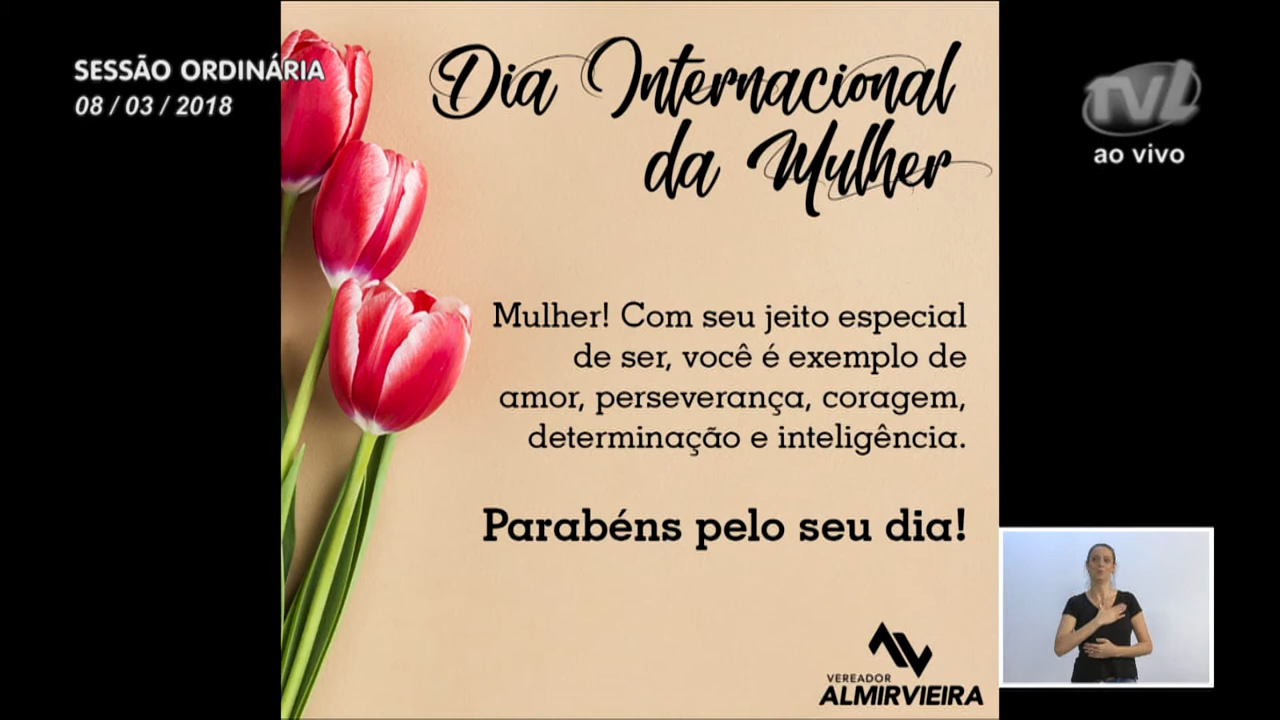 SESSÃO ORDINÁRIA
08 / 03 / 2018
TVL
ao vivo
Dia Internacional
da Mulher
Mulher! Com seu jeito especial
de ser, você é exemplo de
amor, perseverança, coragem,
determinação e inteligência.
Parabéns pelo seu dia!
VEREADOR
ALMIRVIEIRA